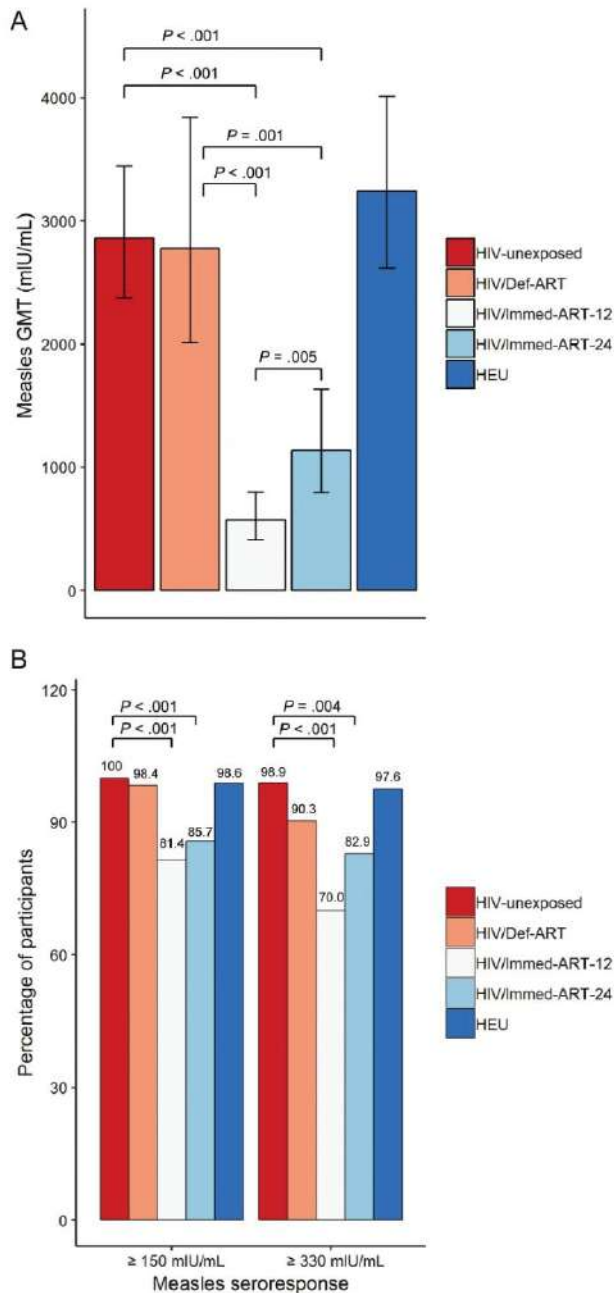 A
P < .001
P < .001
P = .001
P < .001
P = .005
4000
3000
2000
1000
0
Measles GMT (mIU/mL)
HIV-unexposed
HIV/Def-ART
HIV/Immed-ART-12
HIV/Immed-ART-24
HEU
B
120
90
60
30
0
Percentage of participants
P < .001
P < .001
100
98.4
81.4
85.7
98.6
P = .004
P < .001
98.9
90.3
70.0
82.9
97.6
HIV-unexposed
HIV/Def-ART
HIV/Immed-ART-12
HIV/Immed-ART-24
HEU
≥ 150 mIU/mL
≥ 330 mIU/mL
Measles seroresponse